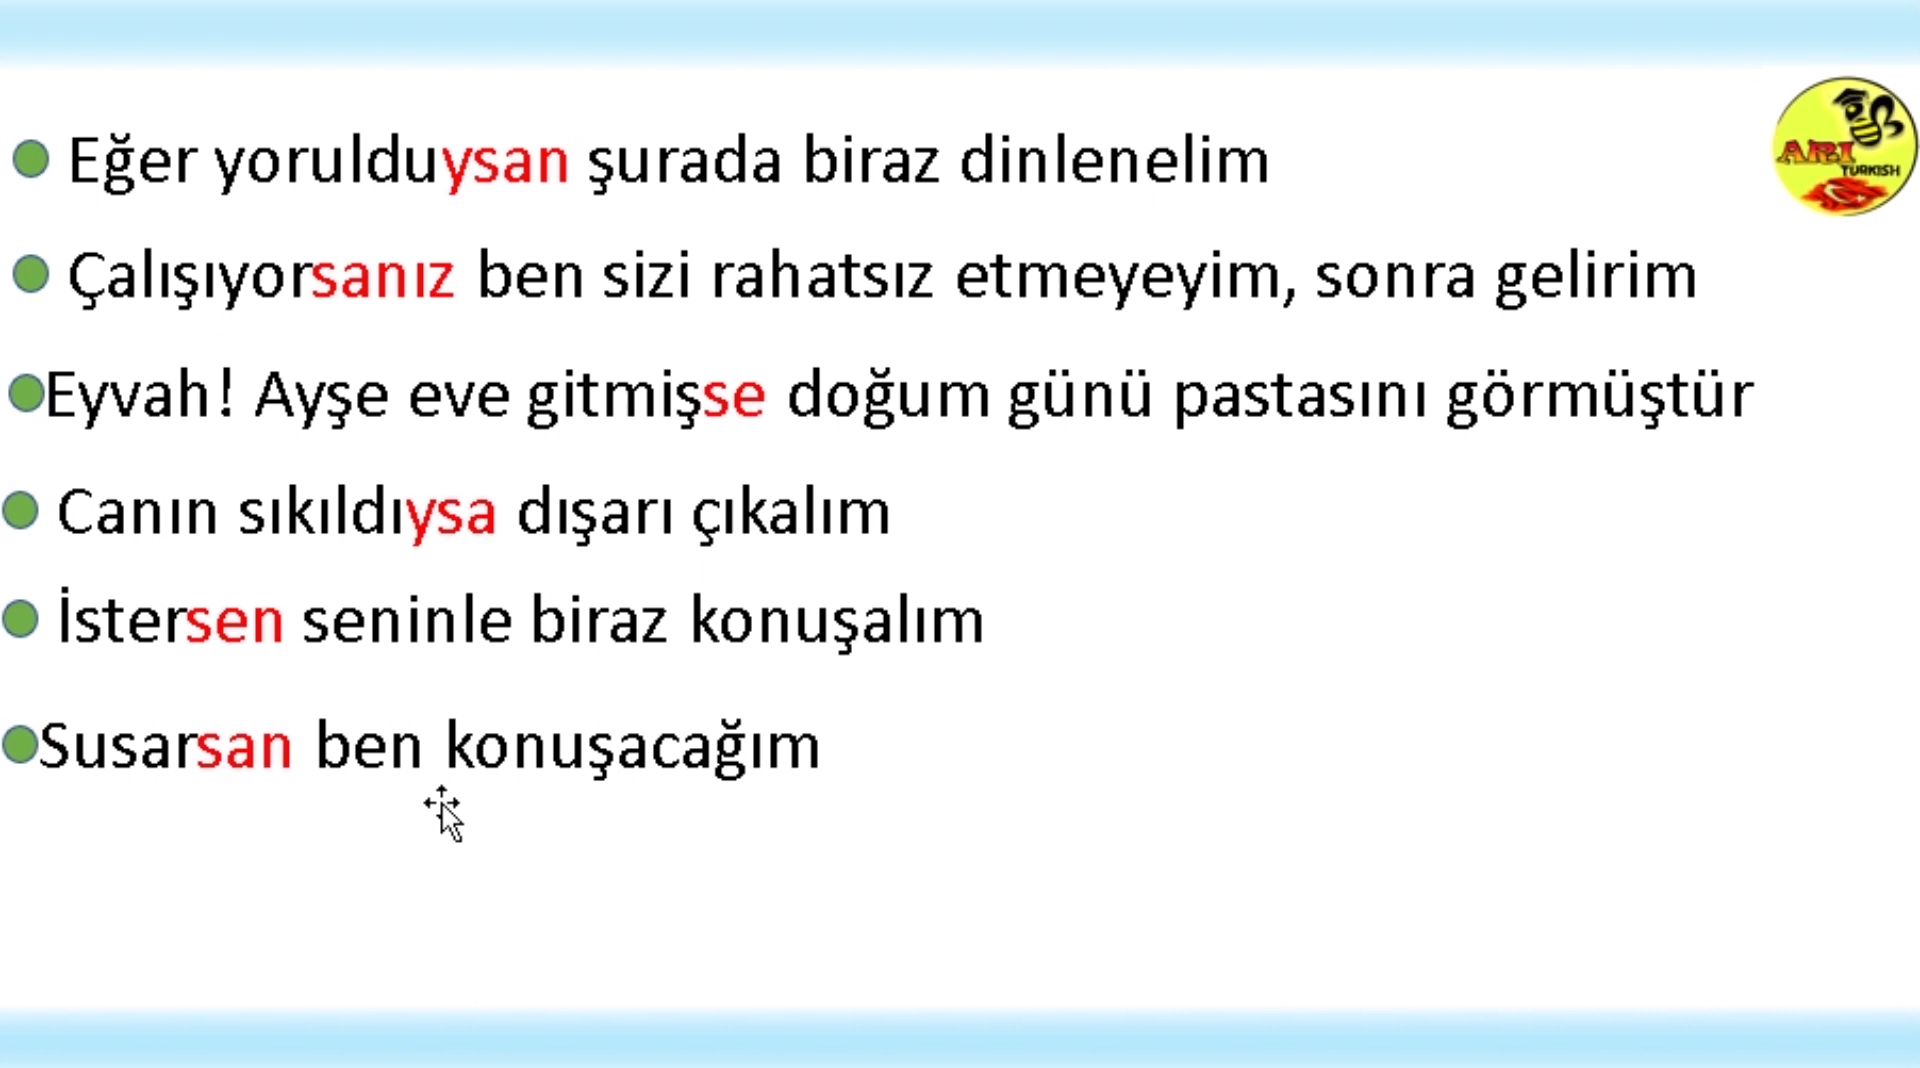 Eğer yorulduysan şurada biraz dinlenelim
ARI
TURKISH
Çalışıyorsanız ben sizi rahatsız etmeyeyim, sonra gelirim
Eyvah! Ayşe eve gitmişse doğum günü pastasını görmüştür
Canın sıkıldıysa dışarı çıkalım
İstersen seninle biraz konuşalım
Susarsan ben konuşacağım